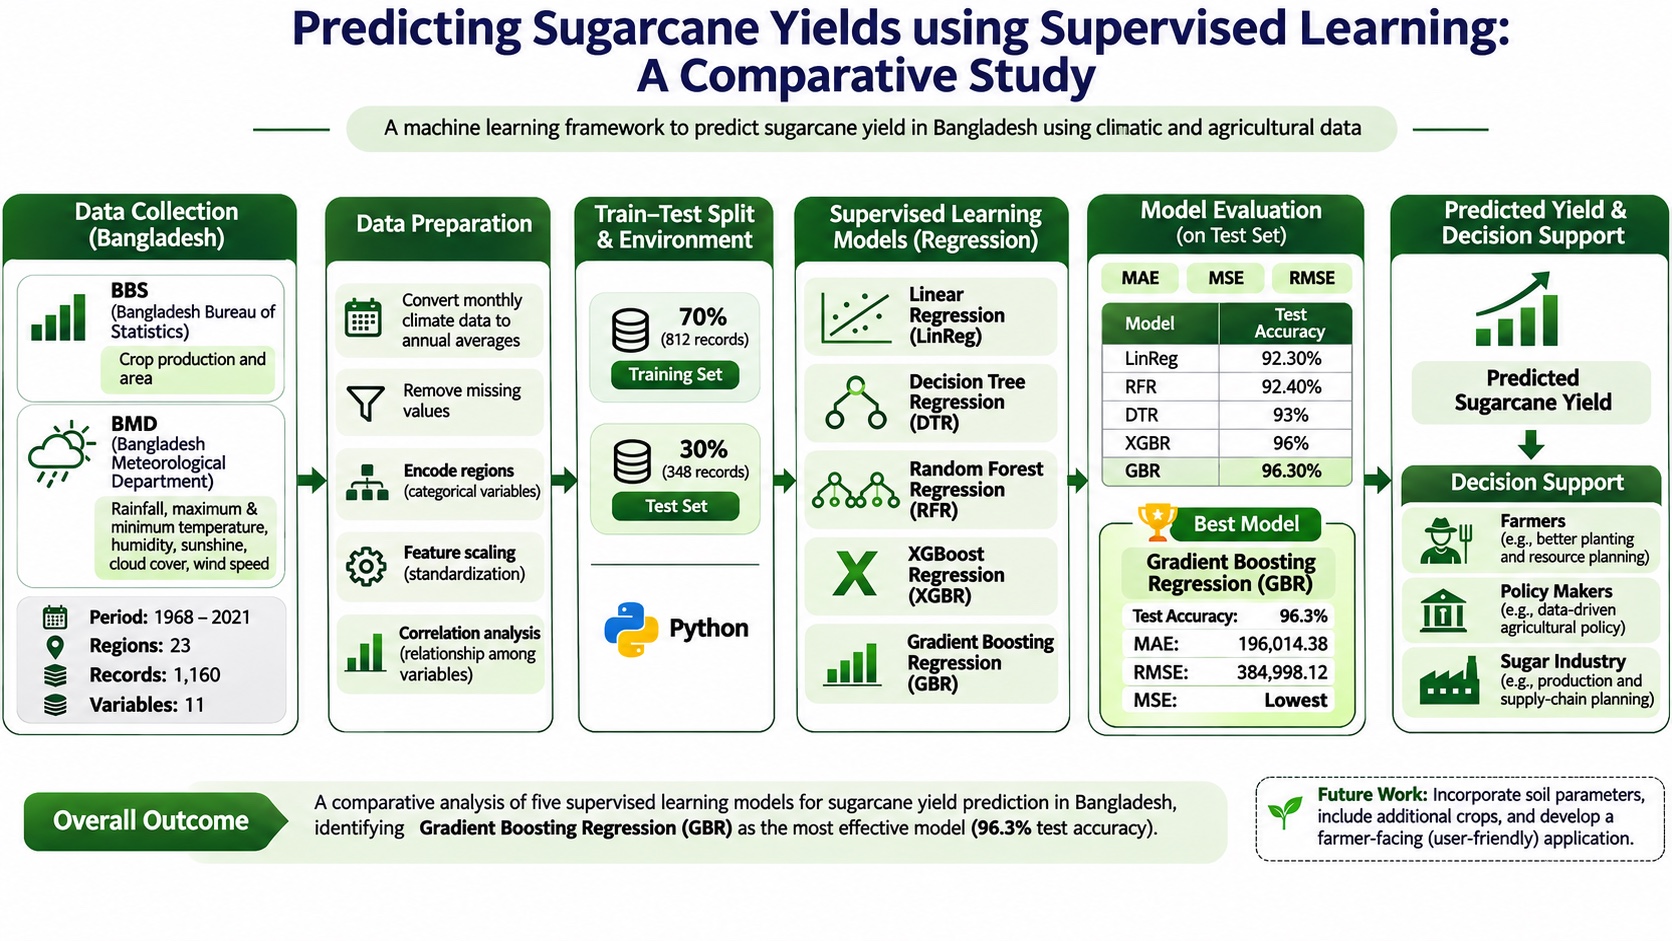 Predicting Sugarcane Yields using Supervised Learning:
A Comparative Study
A machine learning framework to predict sugarcane yield in Bangladesh using climatic and agricultural data
Data Collection
(Bangladesh)
BBS
(Bangladesh Bureau of
Statistics)
Crop production and
area
BMD
(Bangladesh
Meteorological
Department)
Rainfall, maximum &
minimum temperature,
humidity, sunshine,
cloud cover, wind speed
Period: 1968 – 2021
Regions: 23
Records: 1,160
Variables: 11
Data Preparation
Convert monthly
climate data to
annual averages
Remove missing
values
Encode regions
(categorical variables)
Feature scaling
(standardization)
Correlation analysis
(relationship among
variables)
Train–Test Split
& Environment
70%
(812 records)
Training Set
30%
(348 records)
Test Set
Python
Supervised Learning
Models (Regression)
Linear
Regression
(LinReg)
Decision Tree
Regression
(DTR)
Random Forest
Regression
(RFR)
XGBoost
Regression
(XGBR)
Gradient Boosting
Regression
(GBR)
Model Evaluation
(on Test Set)
MAE MSE RMSE
Model Test Accuracy
LinReg 92.30%
RFR 92.40%
DTR 93%
XGBR 96%
GBR 96.30%
Best Model
Gradient Boosting
Regression (GBR)
Test Accuracy: 96.3%
MAE: 196,014.38
RMSE: 384,998.12
MSE: Lowest
Predicted Yield &
Decision Support
Predicted
Sugarcane Yield
Decision Support
Farmers
(e.g., better planting
and resource planning)
Policy Makers
(e.g., data-driven
agricultural policy)
Sugar Industry
(e.g., production and
supply-chain planning)
Overall Outcome
A comparative analysis of five supervised learning models for sugarcane yield prediction in Bangladesh,
identifying Gradient Boosting Regression (GBR) as the most effective model (96.3% test accuracy).
Future Work: Incorporate soil parameters,
include additional crops, and develop a
farmer-facing (user-friendly) application.